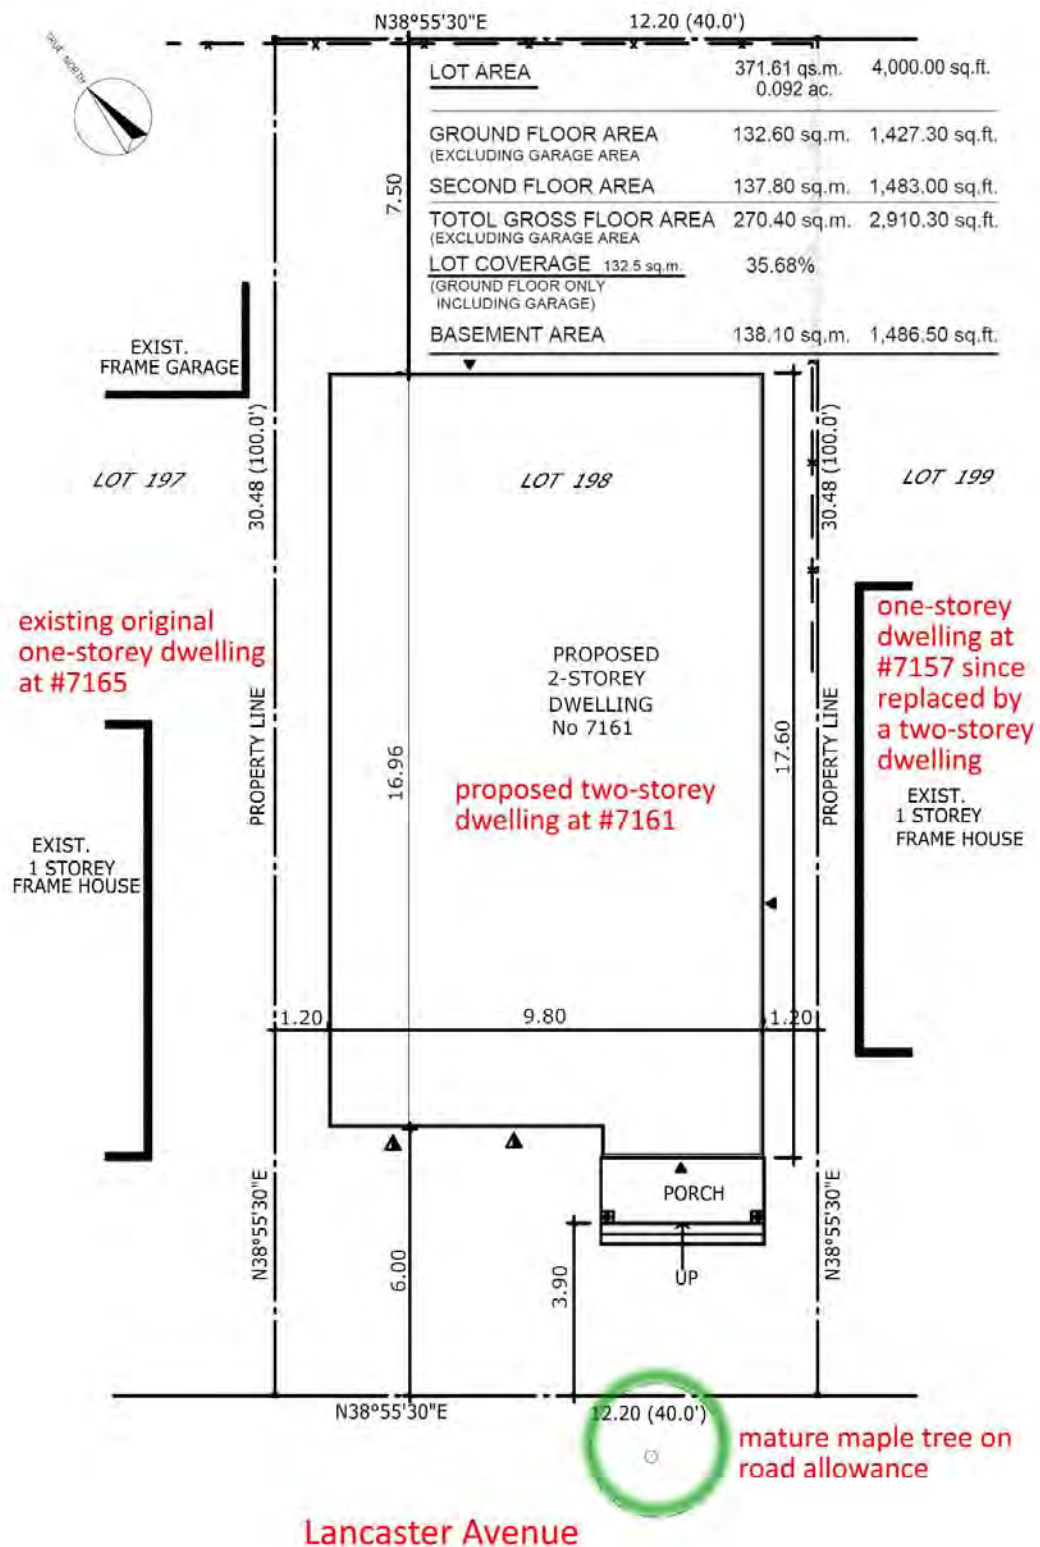 N38°55'30"E 12.20 (40.0')
TRUE NORTH
LOT AREA 371.61 qs.m. 4,000.00 sq.ft.
0.092 ac.
GROUND FLOOR AREA 132.60 sq.m. 1,427.30 sq.ft.
(EXCLUDING GARAGE AREA
SECOND FLOOR AREA 137.80 sq.m. 1,483.00 sq.ft.
TOTOL GROSS FLOOR AREA 270.40 sq.m. 2,910.30 sq.ft.
(EXCLUDING GARAGE AREA
LOT COVERAGE 132.5 sq.m. 35.68%
(GROUND FLOOR ONLY
INCLUDING GARAGE)
BASEMENT AREA 138.10 sq.m. 1,486.50 sq.ft.
7.50
EXIST.
FRAME GARAGE
30.48 (100.0')
30.48 (100.0')
LOT 197
LOT 198
LOT 199
existing original
one-storey dwelling
at #7165
one-storey
dwelling at
#7157 since
replaced by
a two-storey
dwelling
PROPOSED
2-STOREY
DWELLING
No 7161
PROPERTY LINE
16.96
17.60
PROPERTY LINE
proposed two-storey
dwelling at #7161
EXIST.
1 STOREY
FRAME HOUSE
EXIST.
1 STOREY
FRAME HOUSE
1.20 9.80 1.20
N38°55'30"E
N38°55'30"E
PORCH
UP
6.00
3.90
N38°55'30"E 12.20 (40.0')
mature maple tree on
road allowance
Lancaster Avenue